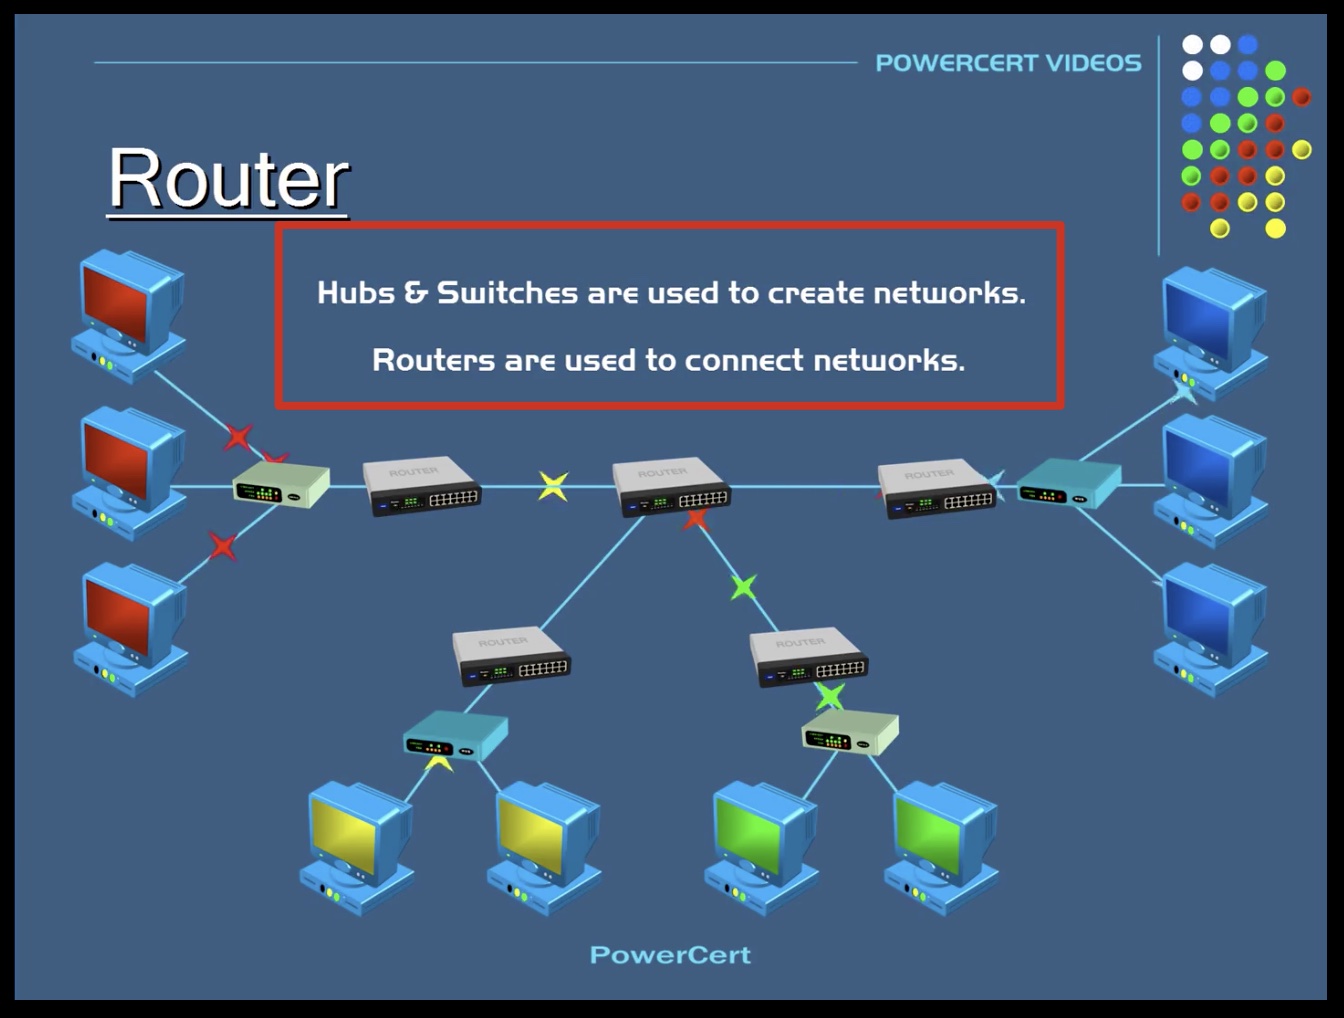 POWERCERT VIDEOS
Router
Hubs & Switches are used to create networks.
Routers are used to connect networks.
ROUTER
ROUTER
ROUTER
ROUTER
ROUTER
PowerCert